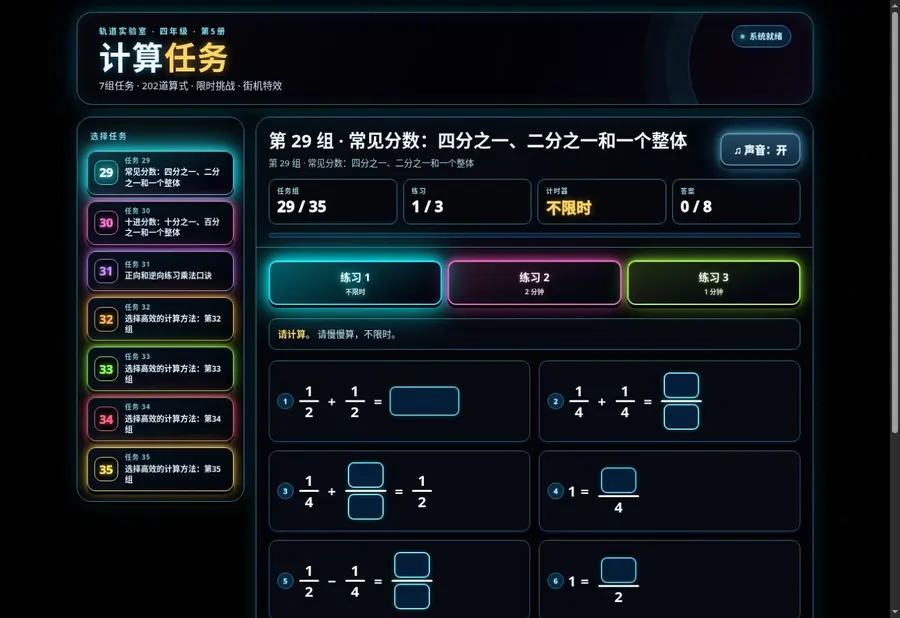 轨道实验室 · 四年级 · 第5册
计算任务
7组任务 · 202道算式 · 限时挑战 · 街机特效
系统就绪
选择任务
29
任务 29
常见分数：四分之一、二分
之一和一个整体
30
任务 30
十进分数：十分之一、百分
之一和一个整体
31
任务 31
正向和逆向练习乘法口诀
32
任务 32
选择高效的计算方法：第32
组
33
任务 33
选择高效的计算方法：第33
组
34
任务 34
选择高效的计算方法：第34
组
35
任务 35
选择高效的计算方法：第35
组
第 29 组 · 常见分数：四分之一、二分之一和一个整体
第 29 组 · 常见分数：四分之一、二分之一和一个整体
♫ 声音：开
任务组
29 / 35
练习
1 / 3
计时器
不限时
答案
0 / 8
练习 1
不限时
练习 2
2 分钟
练习 3
1 分钟
请计算。 请慢慢算，不限时。
1 1/2 + 1/2 =
2 1/4 + 1/4 =
3 1/4 + = 1/2
4 1 = /4
5 1/2 − 1/4 =
6 1 = /2